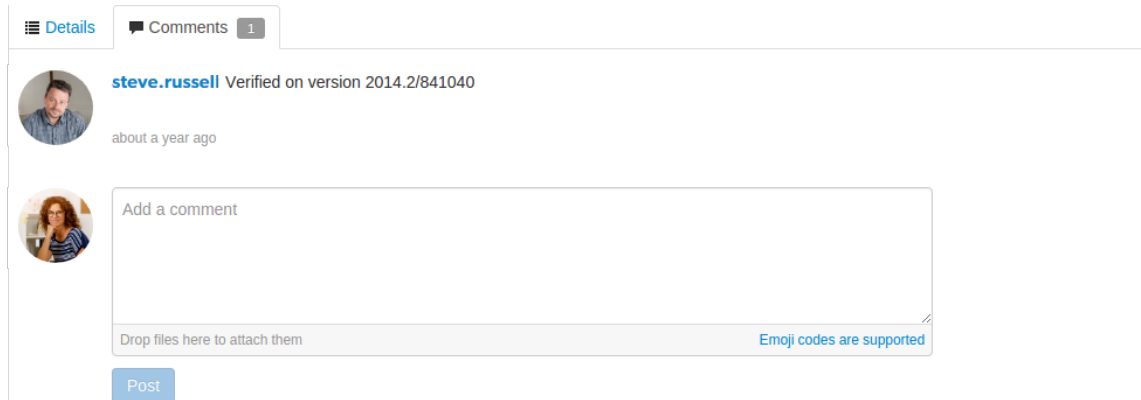 Details Comments 1
steve.russell Verified on version 2014.2/841040
about a year ago
Add a comment
Drop files here to attach them Emoji codes are supported
Post